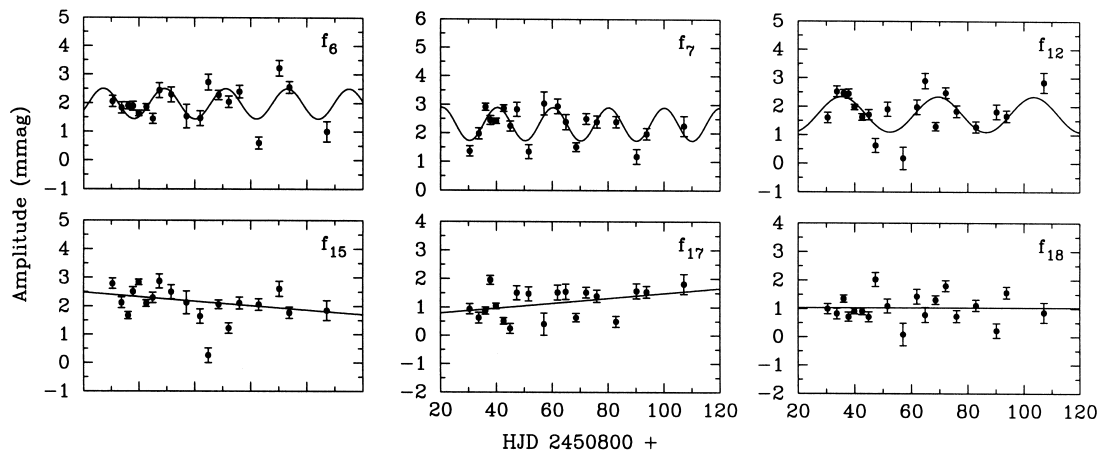 5 4 3 2 1 0 −1 f₆
6 5 4 3 2 1 0 f₇
5 4 3 2 1 0 −1 f₁₂
Amplitude (mmag)
5 4 3 2 1 0 −1 f₁₅
4 3 2 1 0 −1 −2 f₁₇
4 3 2 1 0 −1 −2 f₁₈
20 40 60 80 100 120
20 40 60 80 100 120
HJD 2450800 +